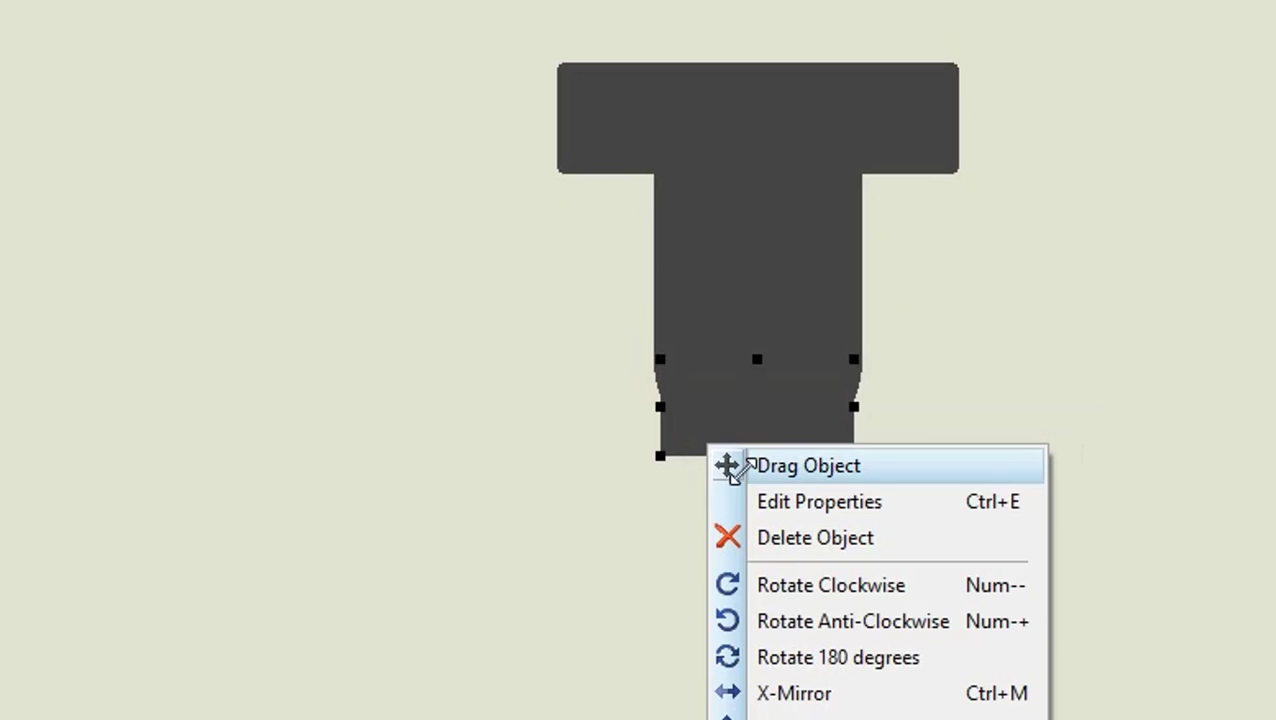 Drag Object
Edit Properties Ctrl+E
Delete Object
Rotate Clockwise Num--
Rotate Anti-Clockwise Num-+
Rotate 180 degrees
X-Mirror Ctrl+M